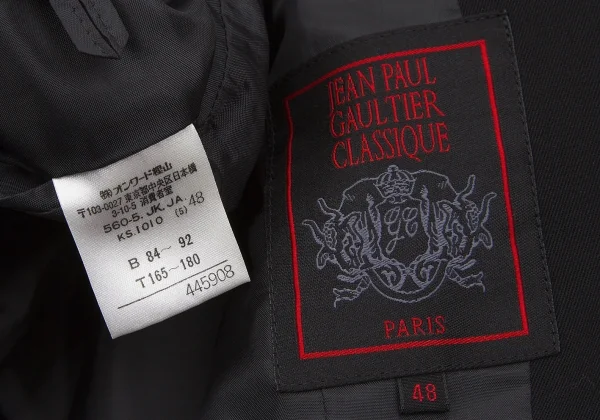 ㈱オンワード樫山
〒103-0027 東京都中央区日本橋
3-10-5 消費者室
560-5, JK, JA,
KS.1010 (5) 48
B 84～ 92
T 165～180
445908
JEAN PAUL
GAULTIER
CLASSIQUE
PARIS
48